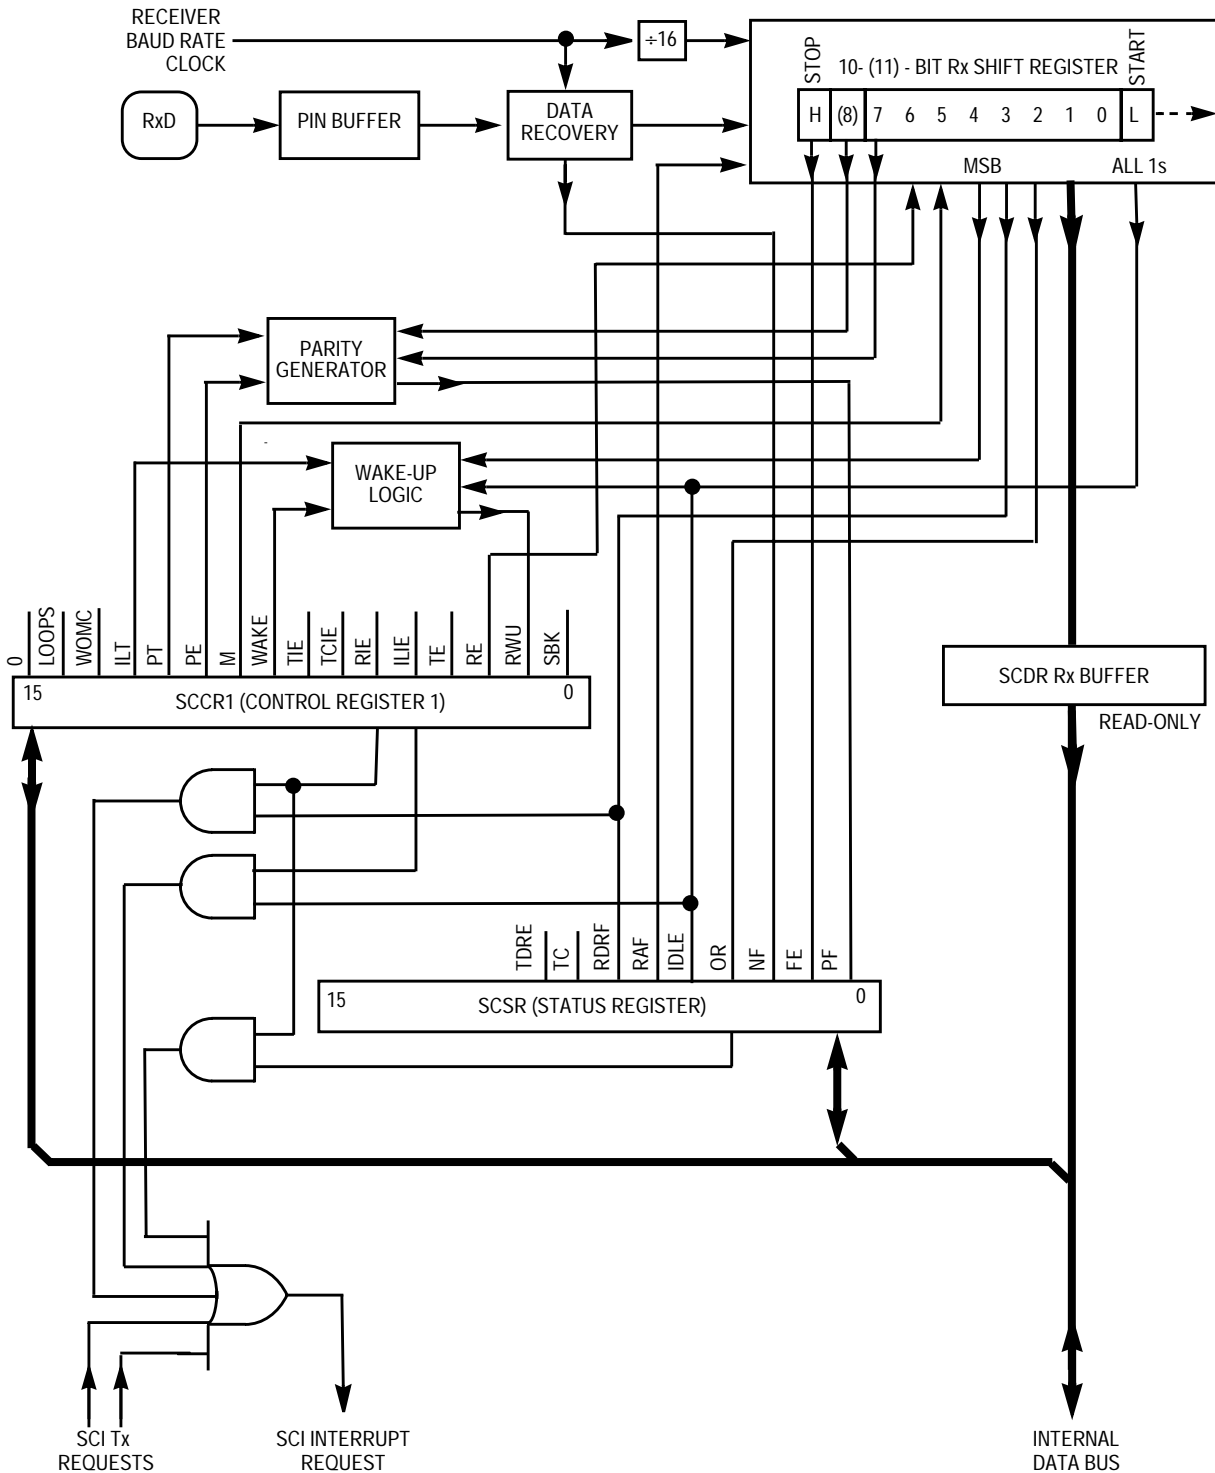 RECEIVER
BAUD RATE
CLOCK
÷16
STOP
10- (11) - BIT Rx SHIFT REGISTER
START
RxD
PIN BUFFER
DATA
RECOVERY
H (8) 7 6 5 4 3 2 1 0 L
MSB
ALL 1s
PARITY
GENERATOR
WAKE-UP
LOGIC
0
LOOPS
WOMC
ILT
PT
PE
M
WAKE
TIE
TCIE
RIE
ILIE
TE
RE
RWU
SBK
15
SCCR1 (CONTROL REGISTER 1)
0
SCDR Rx BUFFER
READ-ONLY
TDRE
TC
RDRF
RAF
IDLE
OR
NF
FE
PF
15
SCSR (STATUS REGISTER)
0
SCI Tx
REQUESTS
SCI INTERRUPT
REQUEST
INTERNAL
DATA BUS